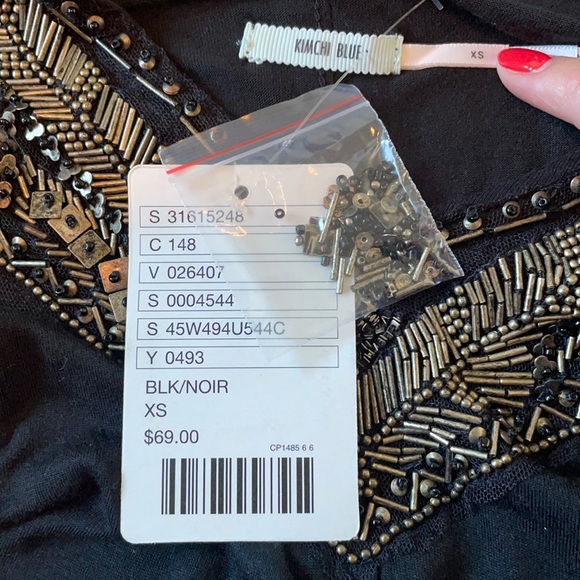 KIMCHI BLUE
XS
S 31615248
C 148
V 026407
S 0004544
S 45W494U544C
Y 0493
BLK/NOIR
XS
$69.00
CP1485 6 6